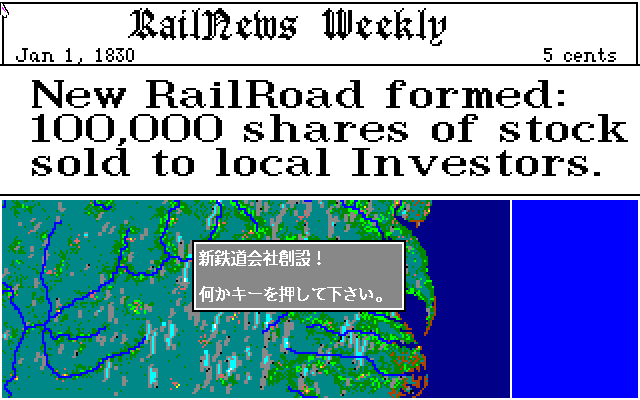 RailNews Weekly
Jan 1, 1830 5 cents
New RailRoad formed:
100,000 shares of stock
sold to local Investors.
新鉄道会社創設！
何かキーを押して下さい。